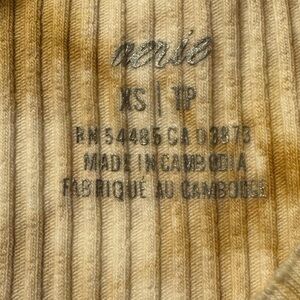 aerie
XS | TP
RN 54485 CA 03873
MADE IN CAMBODIA
FABRIQUÉ AU CAMBODGE